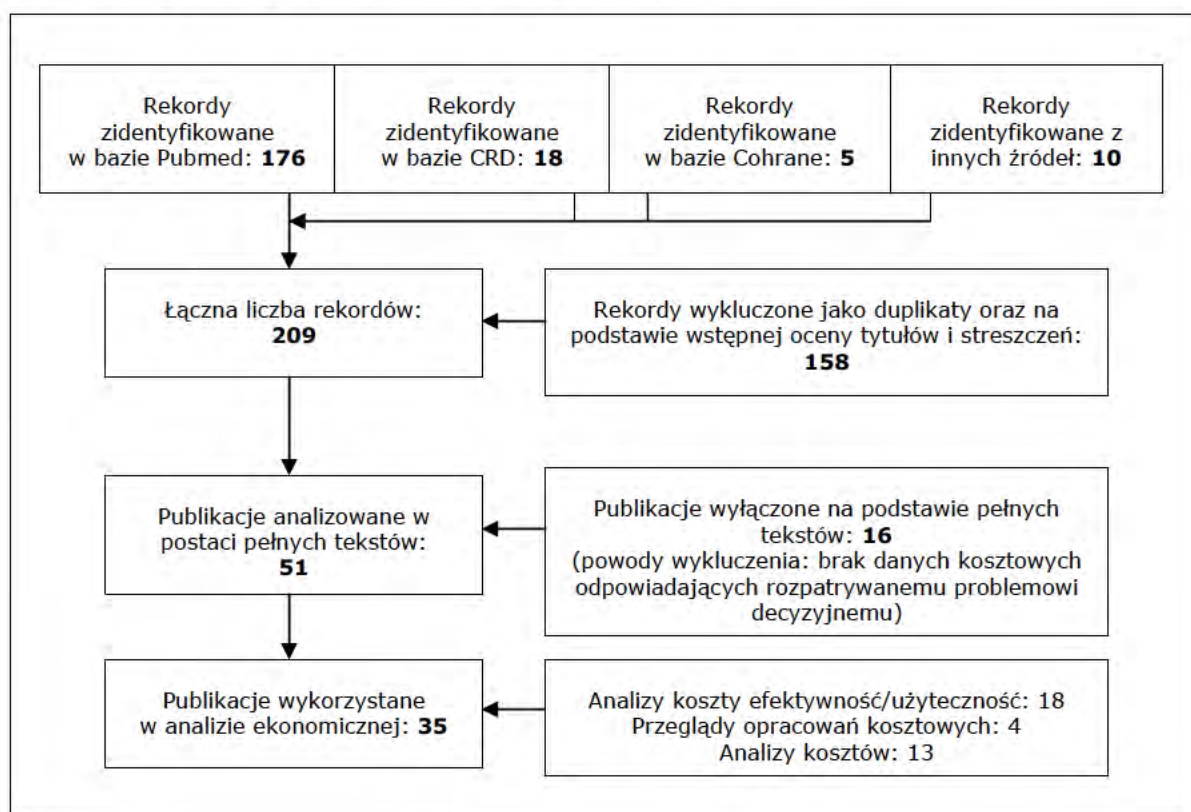 Rekordy
zidentyfikowane
w bazie Pubmed: 176
Rekordy
zidentyfikowane
w bazie CRD: 18
Rekordy
zidentyfikowane
w bazie Cohrane: 5
Rekordy
zidentyfikowane z
innych źródeł: 10
Łączna liczba rekordów:
209
Rekordy wykluczone jako duplikaty oraz na
podstawie wstępnej oceny tytułów i streszczeń:
158
Publikacje analizowane w
postaci pełnych tekstów:
51
Publikacje wyłączone na podstawie pełnych
tekstów: 16
(powody wykluczenia: brak danych kosztowych
odpowiadających rozpatrywanemu problemowi
decyzyjnemu)
Publikacje wykorzystane
w analizie ekonomicznej: 35
Analizy koszty efektywność/użyteczność: 18
Przeglądy opracowań kosztowych: 4
Analizy kosztów: 13